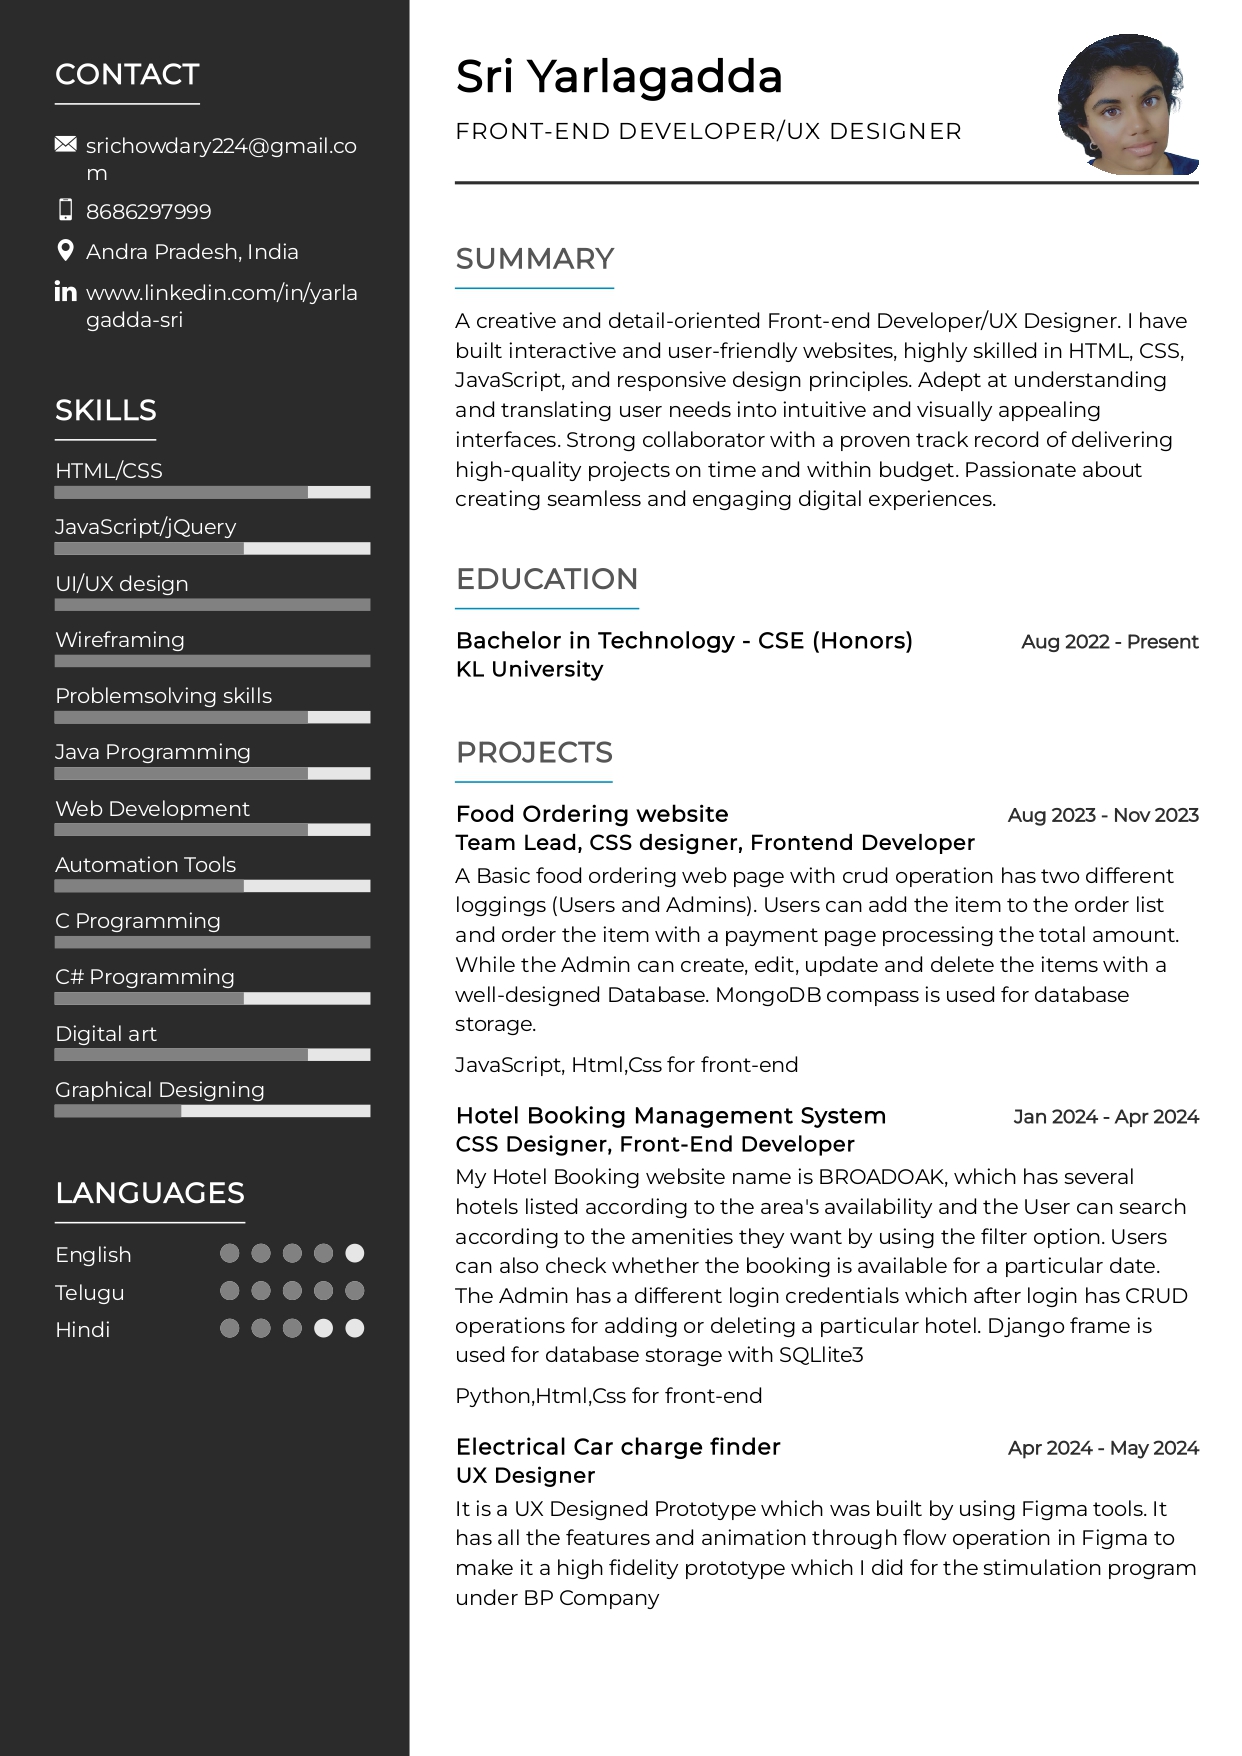 CONTACT
srichowdary224@gmail.co
m
8686297999
Andra Pradesh, India
www.linkedin.com/in/yarla
gadda-sri
SKILLS
HTML/CSS
JavaScript/jQuery
UI/UX design
Wireframing
Problemsolving skills
Java Programming
Web Development
Automation Tools
C Programming
C# Programming
Digital art
Graphical Designing
LANGUAGES
English
Telugu
Hindi
Sri Yarlagadda
FRONT-END DEVELOPER/UX DESIGNER
SUMMARY
A creative and detail-oriented Front-end Developer/UX Designer. I have
built interactive and user-friendly websites, highly skilled in HTML, CSS,
JavaScript, and responsive design principles. Adept at understanding
and translating user needs into intuitive and visually appealing
interfaces. Strong collaborator with a proven track record of delivering
high-quality projects on time and within budget. Passionate about
creating seamless and engaging digital experiences.
EDUCATION
Bachelor in Technology - CSE (Honors) Aug 2022 - Present
KL University
PROJECTS
Food Ordering website Aug 2023 - Nov 2023
Team Lead, CSS designer, Frontend Developer
A Basic food ordering web page with crud operation has two different
loggings (Users and Admins). Users can add the item to the order list
and order the item with a payment page processing the total amount.
While the Admin can create, edit, update and delete the items with a
well-designed Database. MongoDB compass is used for database
storage.
JavaScript, Html,Css for front-end
Hotel Booking Management System Jan 2024 - Apr 2024
CSS Designer, Front-End Developer
My Hotel Booking website name is BROADOAK, which has several
hotels listed according to the area's availability and the User can search
according to the amenities they want by using the filter option. Users
can also check whether the booking is available for a particular date.
The Admin has a different login credentials which after login has CRUD
operations for adding or deleting a particular hotel. Django frame is
used for database storage with SQLlite3
Python,Html,Css for front-end
Electrical Car charge finder Apr 2024 - May 2024
UX Designer
It is a UX Designed Prototype which was built by using Figma tools. It
has all the features and animation through flow operation in Figma to
make it a high fidelity prototype which I did for the stimulation program
under BP Company